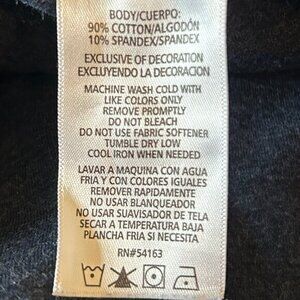 BODY/CUERPO:
90% COTTON/ALGODÓN
10% SPANDEX/SPANDEX
EXCLUSIVE OF DECORATION
EXCLUYENDO LA DECORACION
MACHINE WASH COLD WITH
LIKE COLORS ONLY
REMOVE PROMPTLY
DO NOT BLEACH
DO NOT USE FABRIC SOFTENER
TUMBLE DRY LOW
COOL IRON WHEN NEEDED
LAVAR A MAQUINA CON AGUA
FRIA Y CON COLORES IGUALES
REMOVER RAPIDAMENTE
NO USAR BLANQUEADOR
NO USAR SUAVISADOR DE TELA
SECAR A TEMPERATURA BAJA
PLANCHA FRIA SI NECESITA
RN#54163